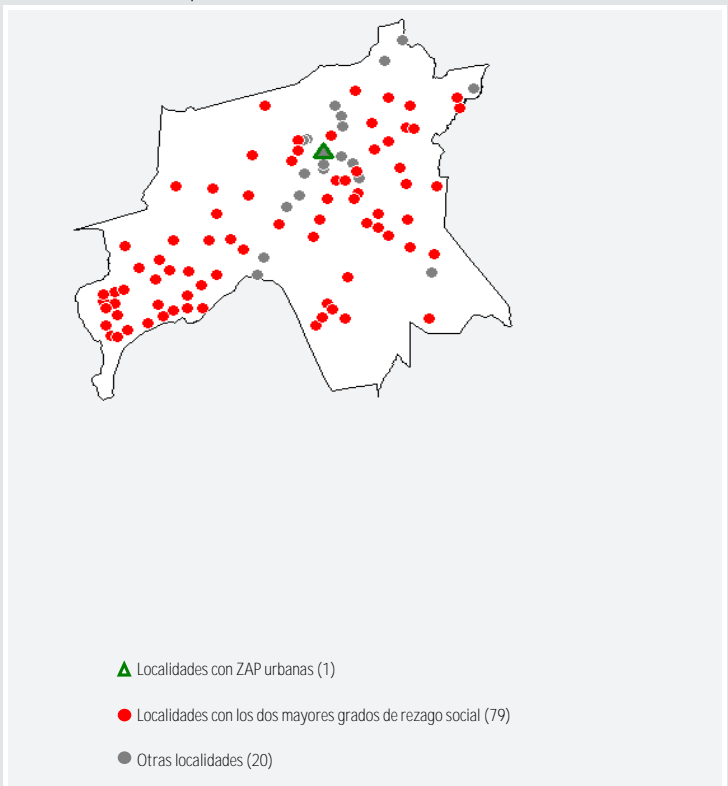 Localidades con ZAP urbanas (1)
Localidades con los dos mayores grados de rezago social (79)
Otras localidades (20)